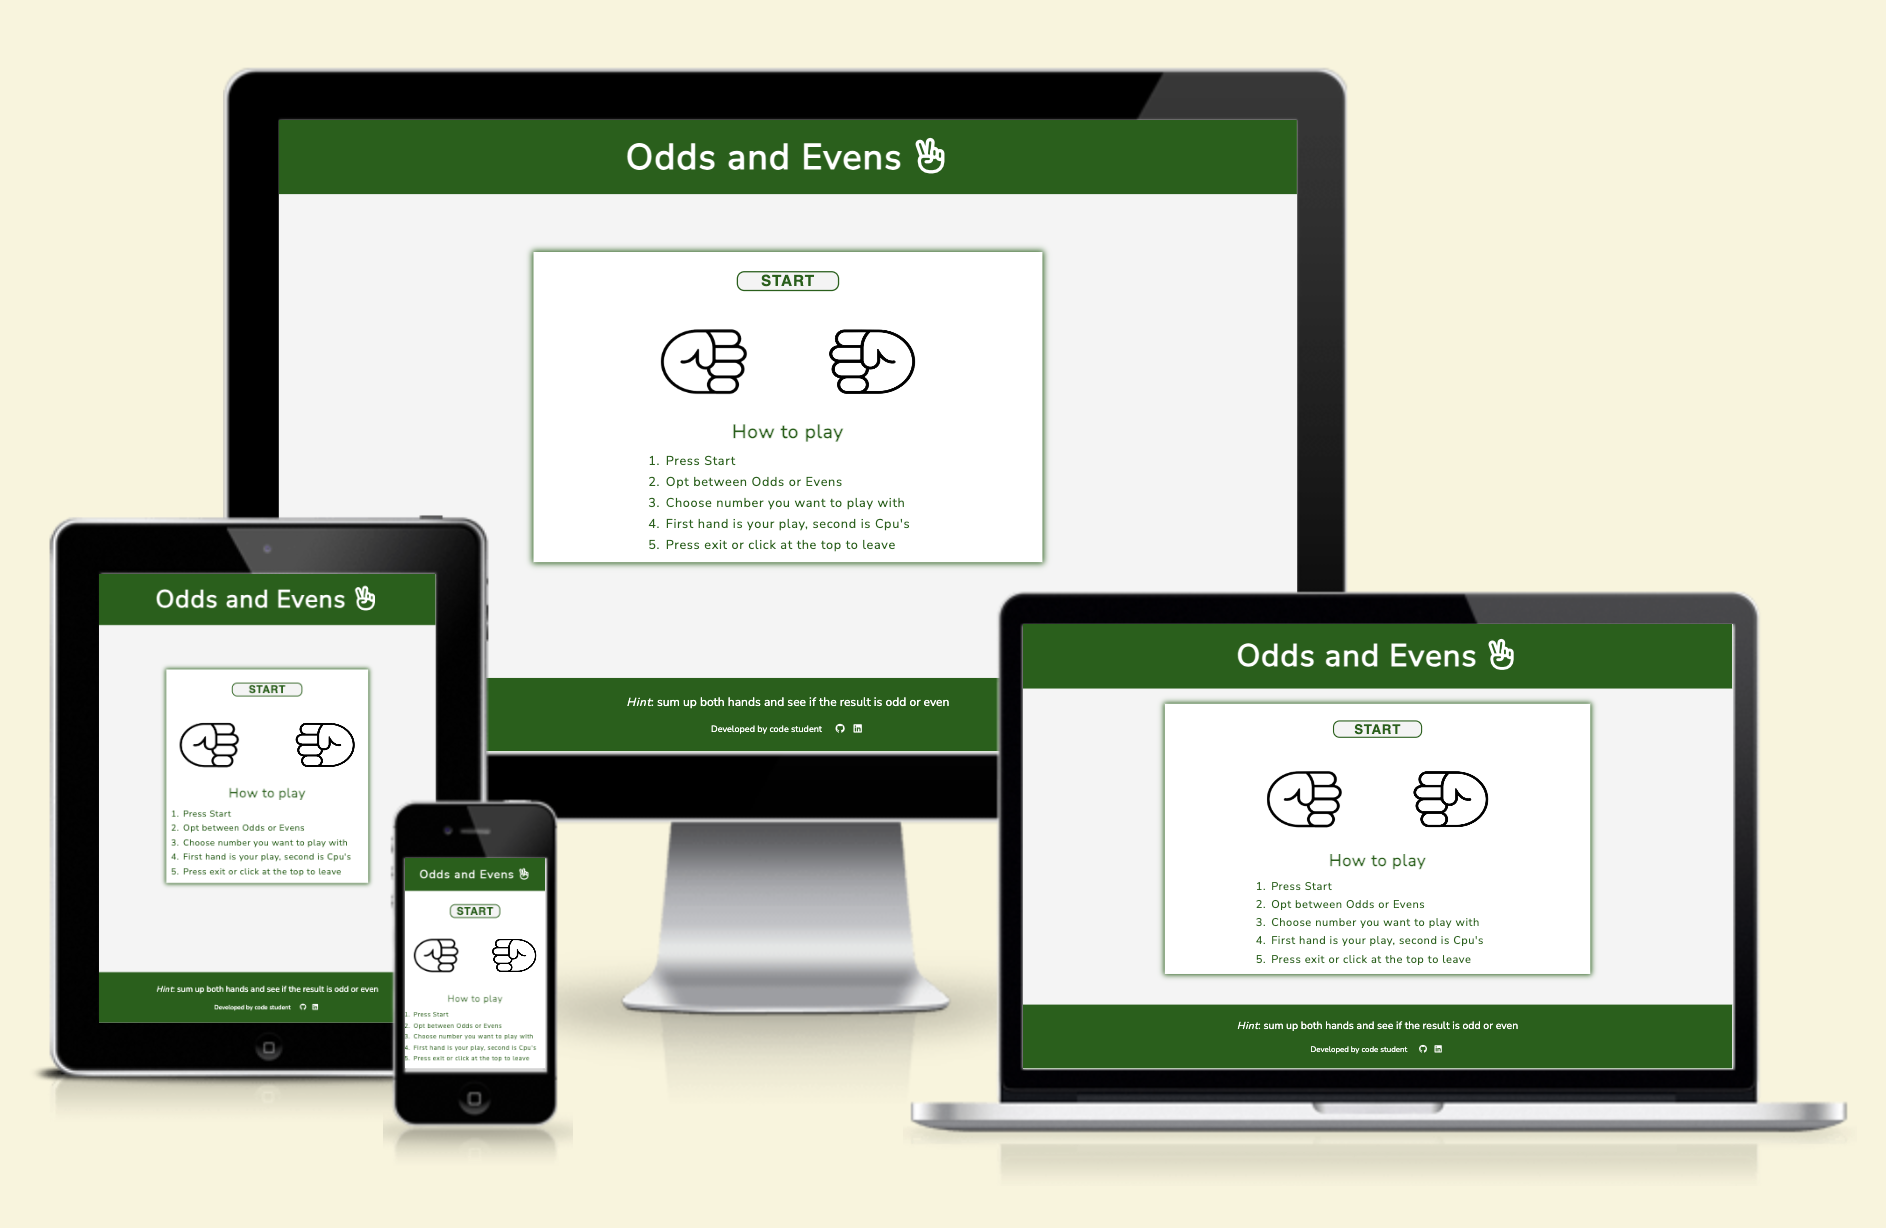 Odds and Evens
START
How to play
1. Press Start
2. Opt between Odds or Evens
3. Choose number you want to play with
4. First hand is your play, second is Cpu's
5. Press exit or click at the top to leave
Hint: sum up both hands and see if the result is odd or even
Developed by code student
Odds and Evens
START
How to play
1. Press Start
2. Opt between Odds or Evens
3. Choose number you want to play with
4. First hand is your play, second is Cpu's
5. Press exit or click at the top to leave
Hint: sum up both hands and see if the result is odd or even
Developed by code student
Odds and Evens
START
How to play
1. Press Start
2. Opt between Odds or Evens
3. Choose number you want to play with
4. First hand is your play, second is Cpu's
5. Press exit or click at the top to leave
Odds and Evens
START
How to play
1. Press Start
2. Opt between Odds or Evens
3. Choose number you want to play with
4. First hand is your play, second is Cpu's
5. Press exit or click at the top to leave
Hint: sum up both hands and see if the result is odd or even
Developed by code student